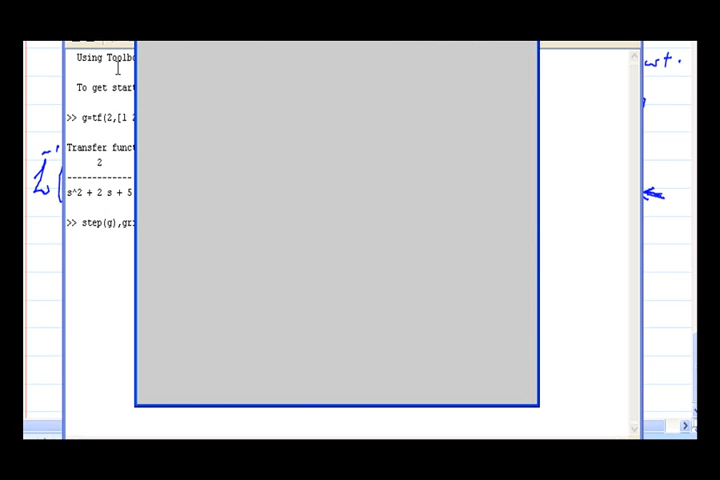 Using Toolbo
To get start
>> g=tf(2,[1 2
Transfer funct
2
-------------
s^2 + 2 s + 5
>> step(g),gri